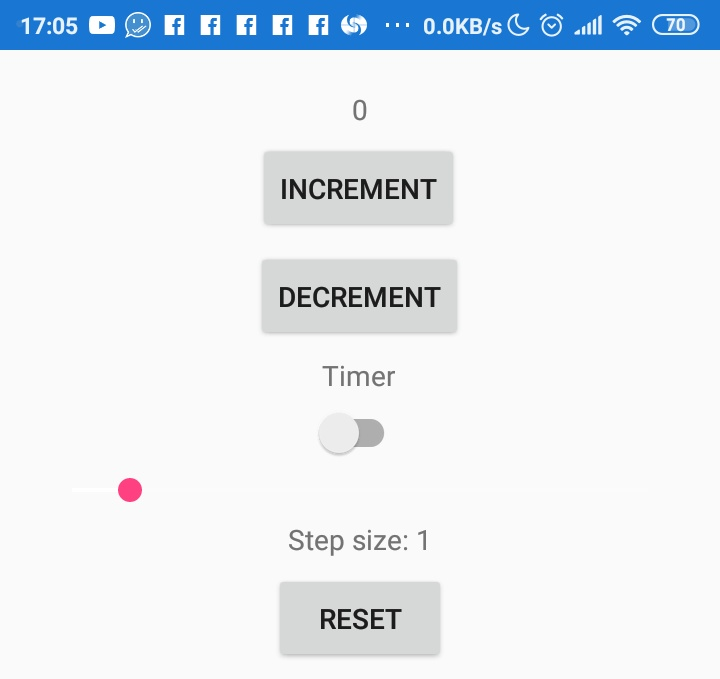 17:05 ... 0.0KB/s 70
0
INCREMENT
DECREMENT
Timer
Step size: 1
RESET